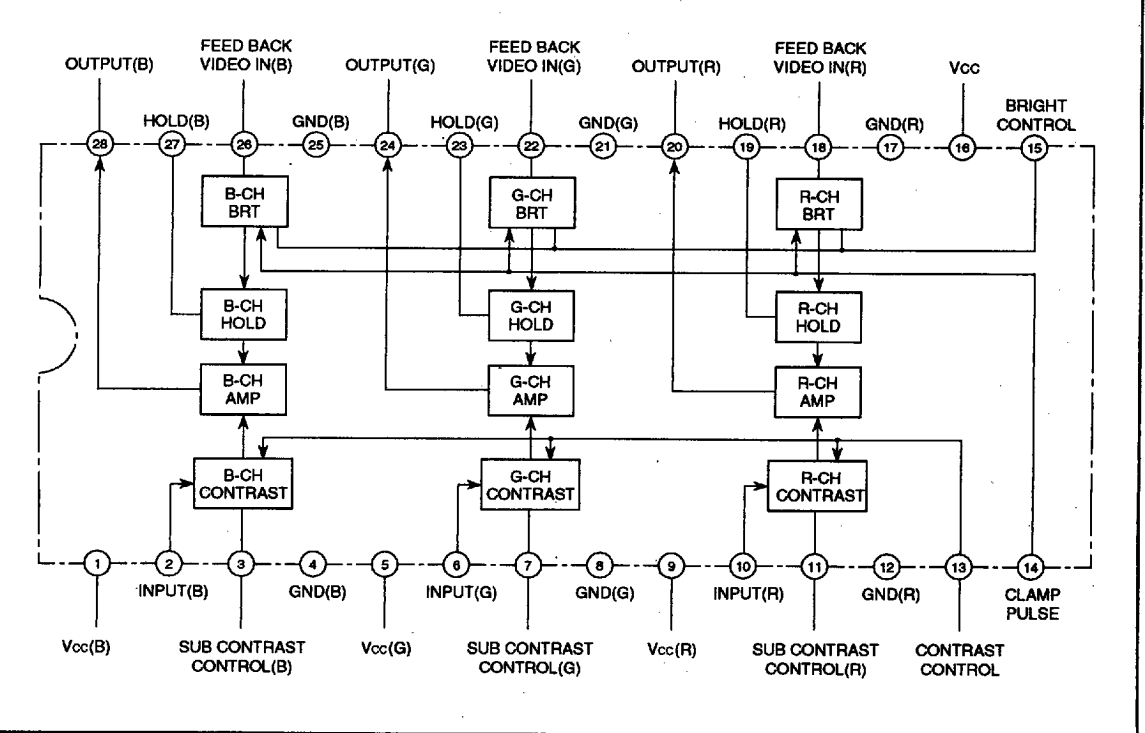 OUTPUT(B)
FEED BACK
VIDEO IN(B)
OUTPUT(G)
FEED BACK
VIDEO IN(G)
OUTPUT(R)
FEED BACK
VIDEO IN(R)
Vcc
BRIGHT
CONTROL
HOLD(B)
GND(B)
HOLD(G)
GND(G)
HOLD(R)
GND(R)
28
27
26
25
24
23
22
21
20
19
18
17
16
15
B-CH
BRT
G-CH
BRT
R-CH
BRT
B-CH
HOLD
G-CH
HOLD
R-CH
HOLD
B-CH
AMP
G-CH
AMP
R-CH
AMP
B-CH
CONTRAST
G-CH
CONTRAST
R-CH
CONTRAST
1
2
3
4
5
6
7
8
9
10
11
12
13
14
INPUT(B)
GND(B)
INPUT(G)
GND(G)
INPUT(R)
GND(R)
CLAMP
PULSE
Vcc(B)
SUB CONTRAST
CONTROL(B)
Vcc(G)
SUB CONTRAST
CONTROL(G)
Vcc(R)
SUB CONTRAST
CONTROL(R)
CONTRAST
CONTROL